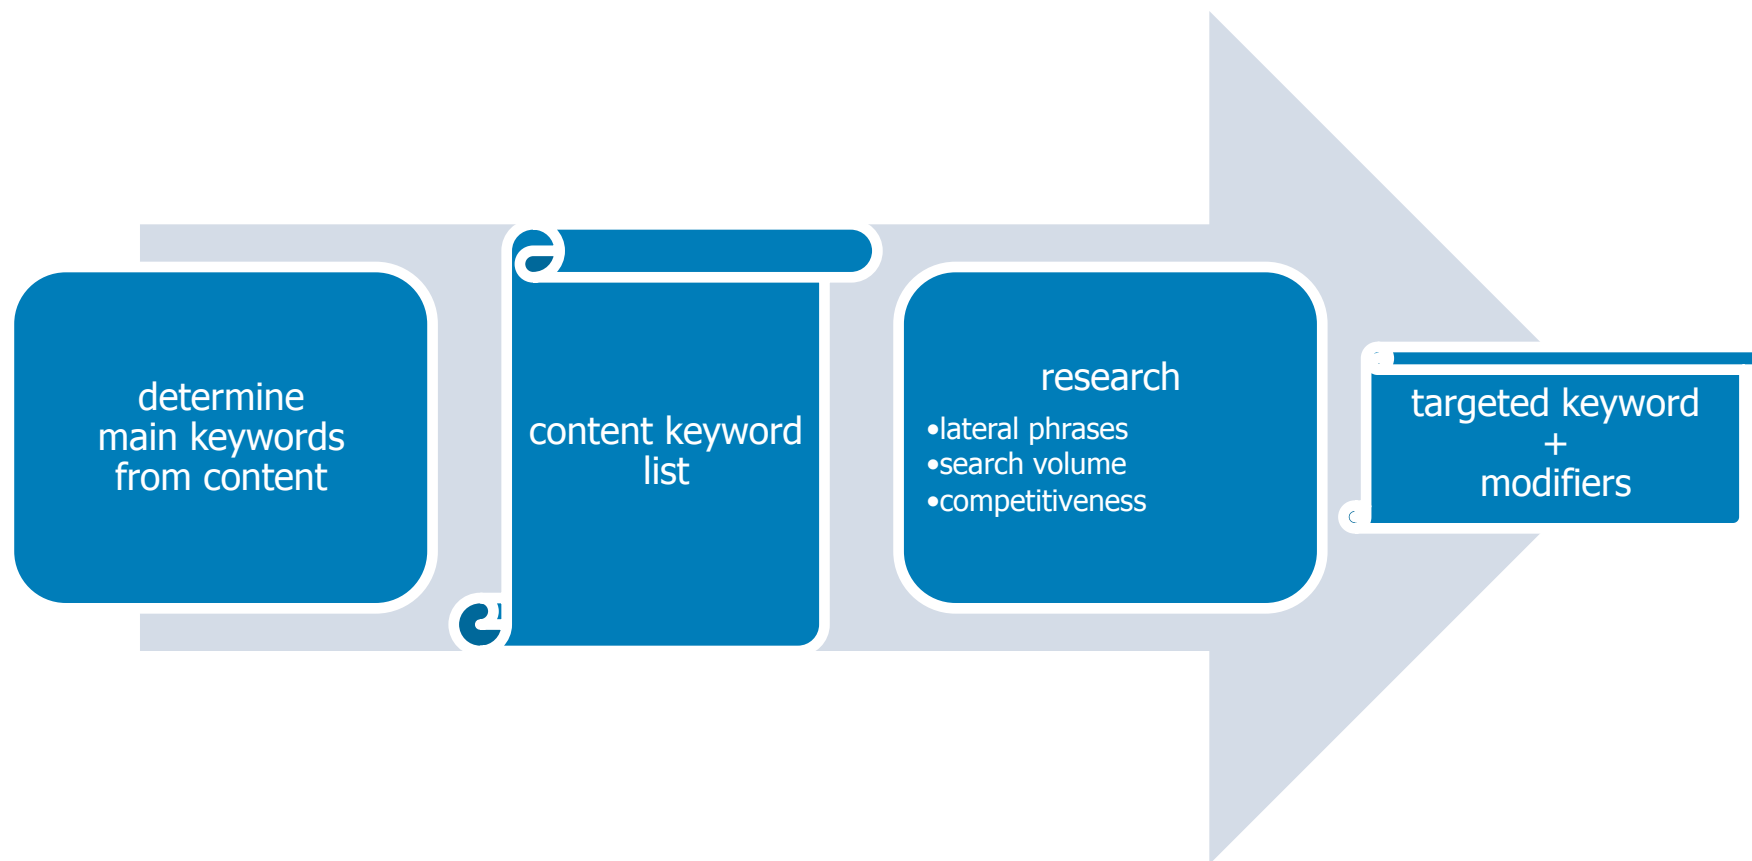 determine
main keywords
from content
content keyword
list
research
•lateral phrases
•search volume
•competitiveness
targeted keyword
+
modifiers